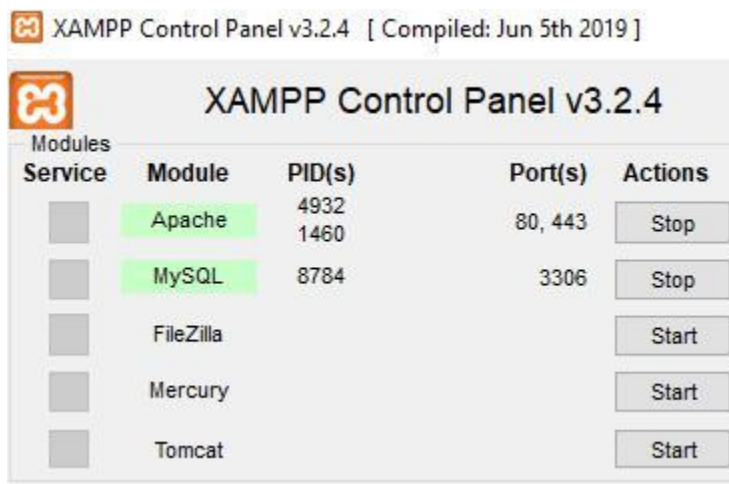 XAMPP Control Panel v3.2.4 [ Compiled: Jun 5th 2019 ]
XAMPP Control Panel v3.2.4
Modules
Service Module PID(s) Port(s) Actions
Apache 4932 1460 80, 443 Stop
MySQL 8784 3306 Stop
FileZilla Start
Mercury Start
Tomcat Start